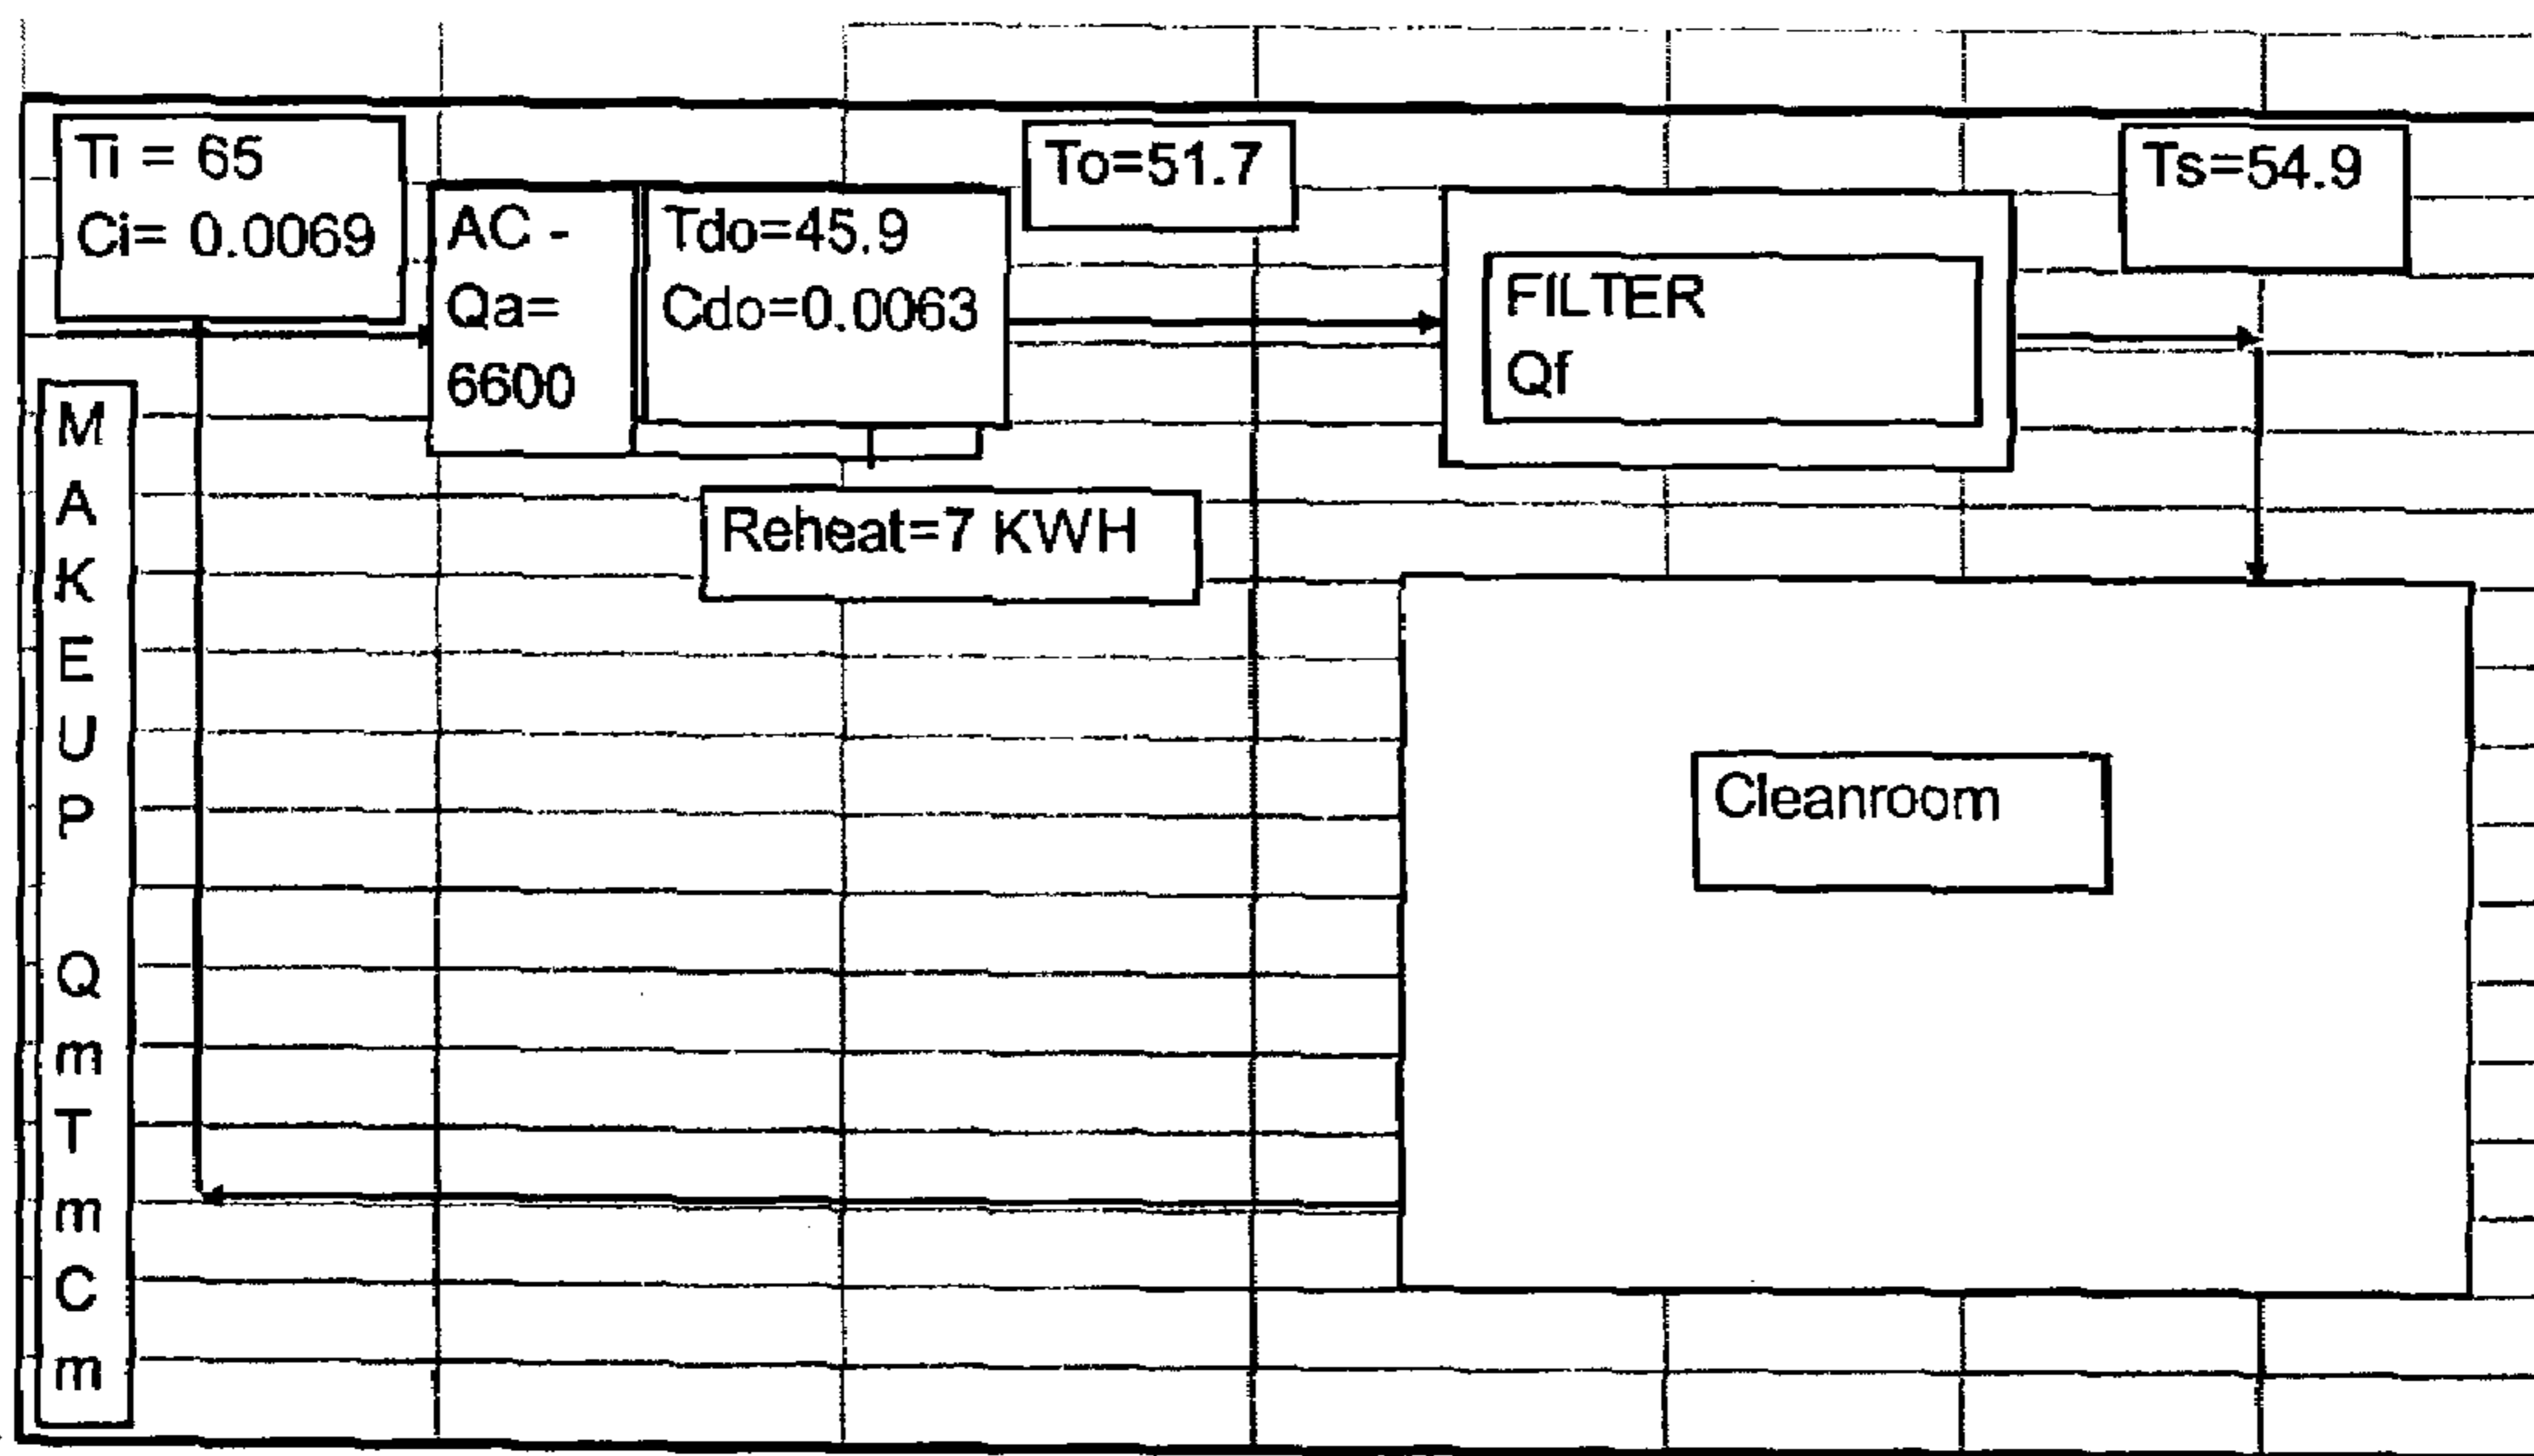 Ti = 65
Ci= 0.0069
AC -
Qa=
6600
Tdo=45.9
Cdo=0.0063
To=51.7
FILTER
Qf
Ts=54.9
Reheat=7 KWH
Cleanroom
M
A
K
E
U
P
Q
m
T
m
C
m